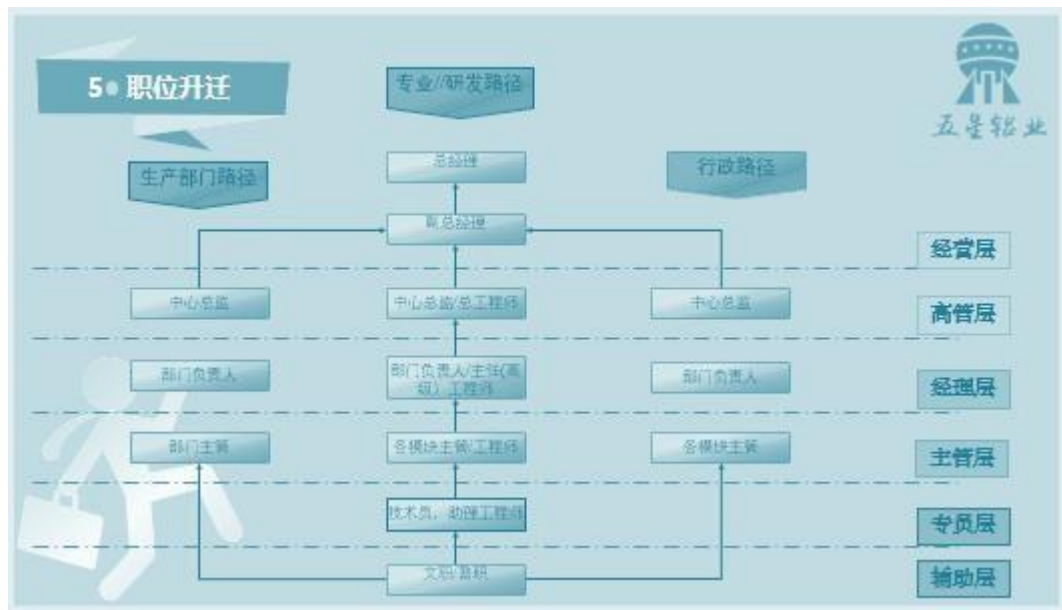 5 职位升迁
专业//研发路径
五星铝业
生产部门路径
总经理
行政路径
副总经理
经营层
中心总监
中心总监/总工程师
中心总监
高管层
部门负责人
部门负责人/主任(高
级）工程师
部门负责人
经理层
部门主管
各模块主管/工程师
各模块主管
主管层
技术员，助理工程师
专员层
文职/普职
辅助层